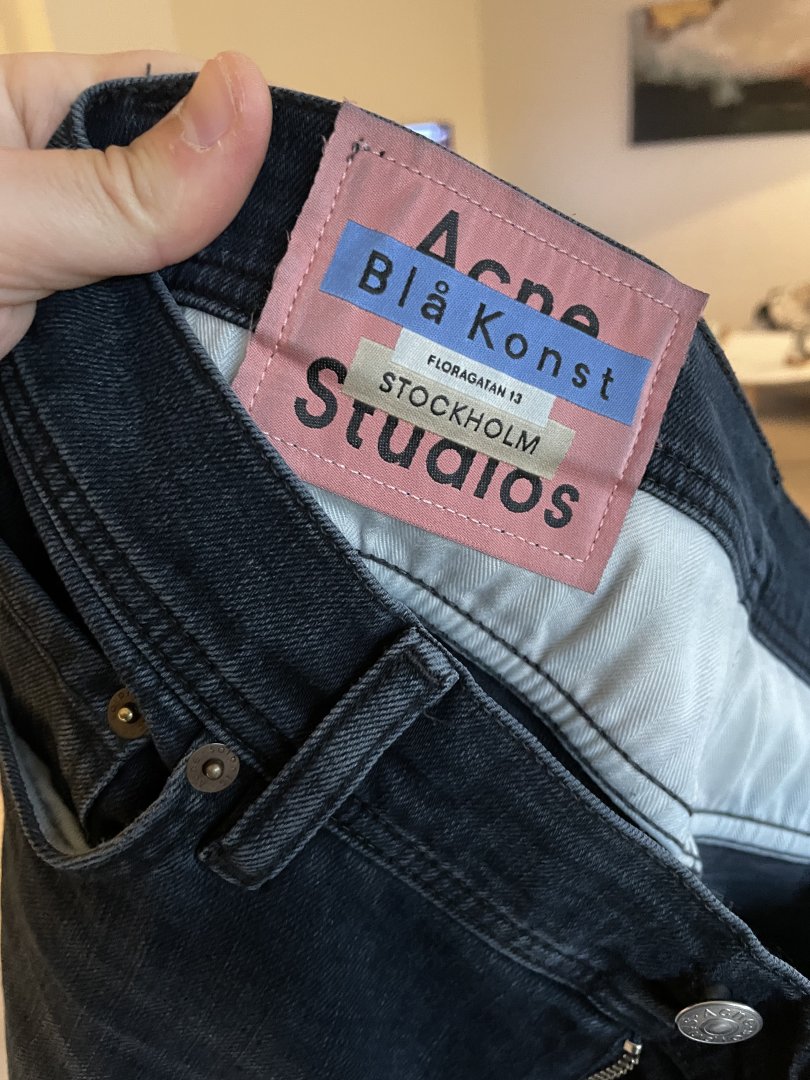 Acne
Blå Konst
FLORAGATAN 13
STOCKHOLM
Studios